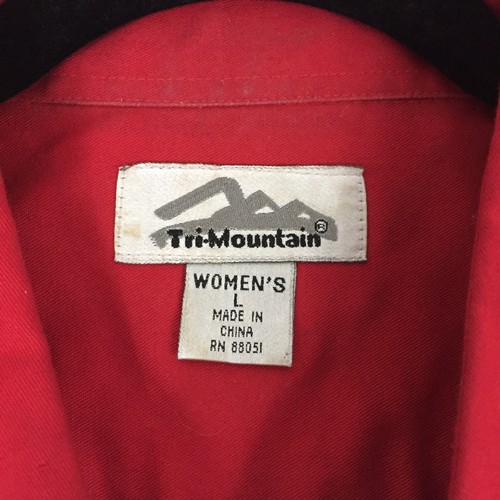 Tri-Mountain®
WOMEN'S
L
MADE IN
CHINA
RN 88051